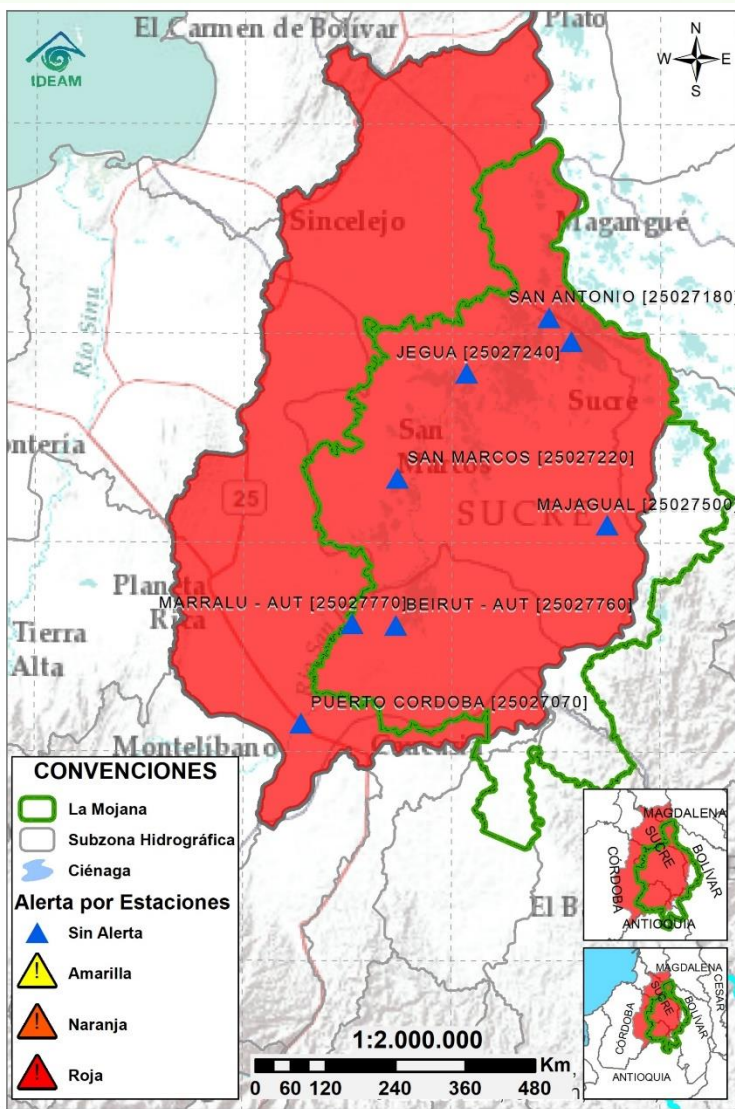 El Carmen de Bolívar
Plato
N
W E
S
IDEAM
Sincelejo
Magangué
SAN ANTONIO [25027180]
Río Sinú
JEGUA [25027240]
Sucre
ontería
San
Marcos
SAN MARCOS [25027220]
25
SUCRE
MAJAGUAL [25027500]
Planeta
Rica
MARRALU - AUT [25027770]
BEIRUT - AUT [25027760]
Tierra
Alta
Río San
PUERTO CORDOBA [25027070]
Montelíbano
CONVENCIONES
La Mojana
Subzona Hidrográfica
Ciénaga
Alerta por Estaciones
Sin Alerta
Amarilla
Naranja
Roja
El B
1:2.000.000
Km
0 60 120 240 360 480
MAGDALENA
SUCRE
BOLÍVAR
CÓRDOBA
ANTIOQUIA
MAGDALENA
CESAR
SUCRE
BOLÍVAR
CÓRDOBA
ANTIOQUIA